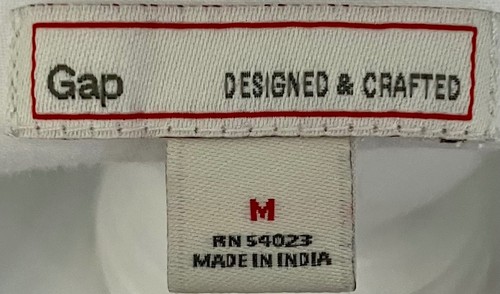 Gap DESIGNED & CRAFTED
M
RN 54023
MADE IN INDIA